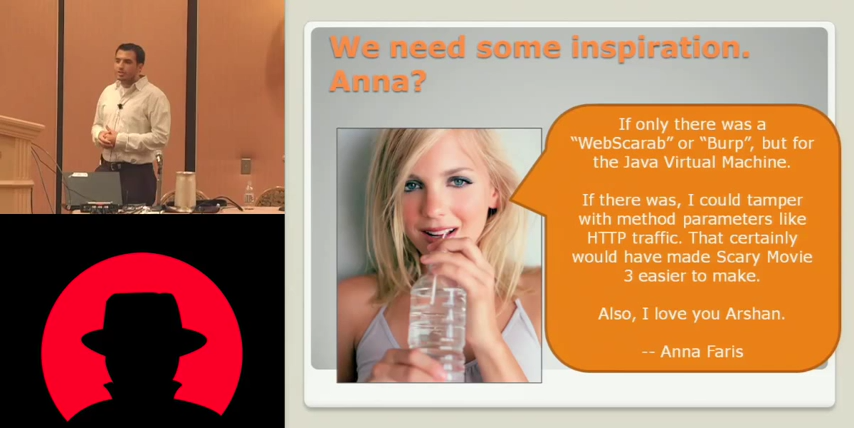 We need some inspiration.
Anna?
If only there was a
“WebScarab” or “Burp”, but for
the Java Virtual Machine.
If there was, I could tamper
with method parameters like
HTTP traffic. That certainly
would have made Scary Movie
3 easier to make.
Also, I love you Arshan.
-- Anna Faris